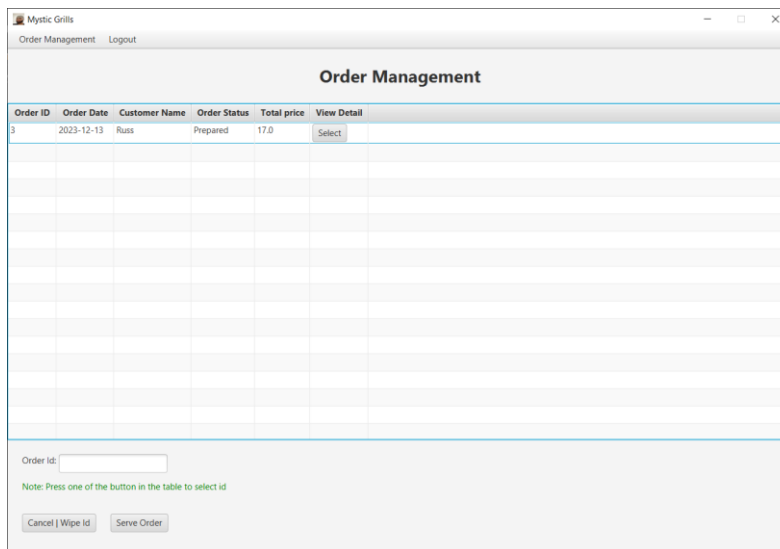 Mystic Grills
Order Management Logout
Order Management
Order ID Order Date Customer Name Order Status Total price View Detail
3 2023-12-13 Russ Prepared 17.0 Select
Order Id:
Note: Press one of the button in the table to select id
Cancel | Wipe Id Serve Order